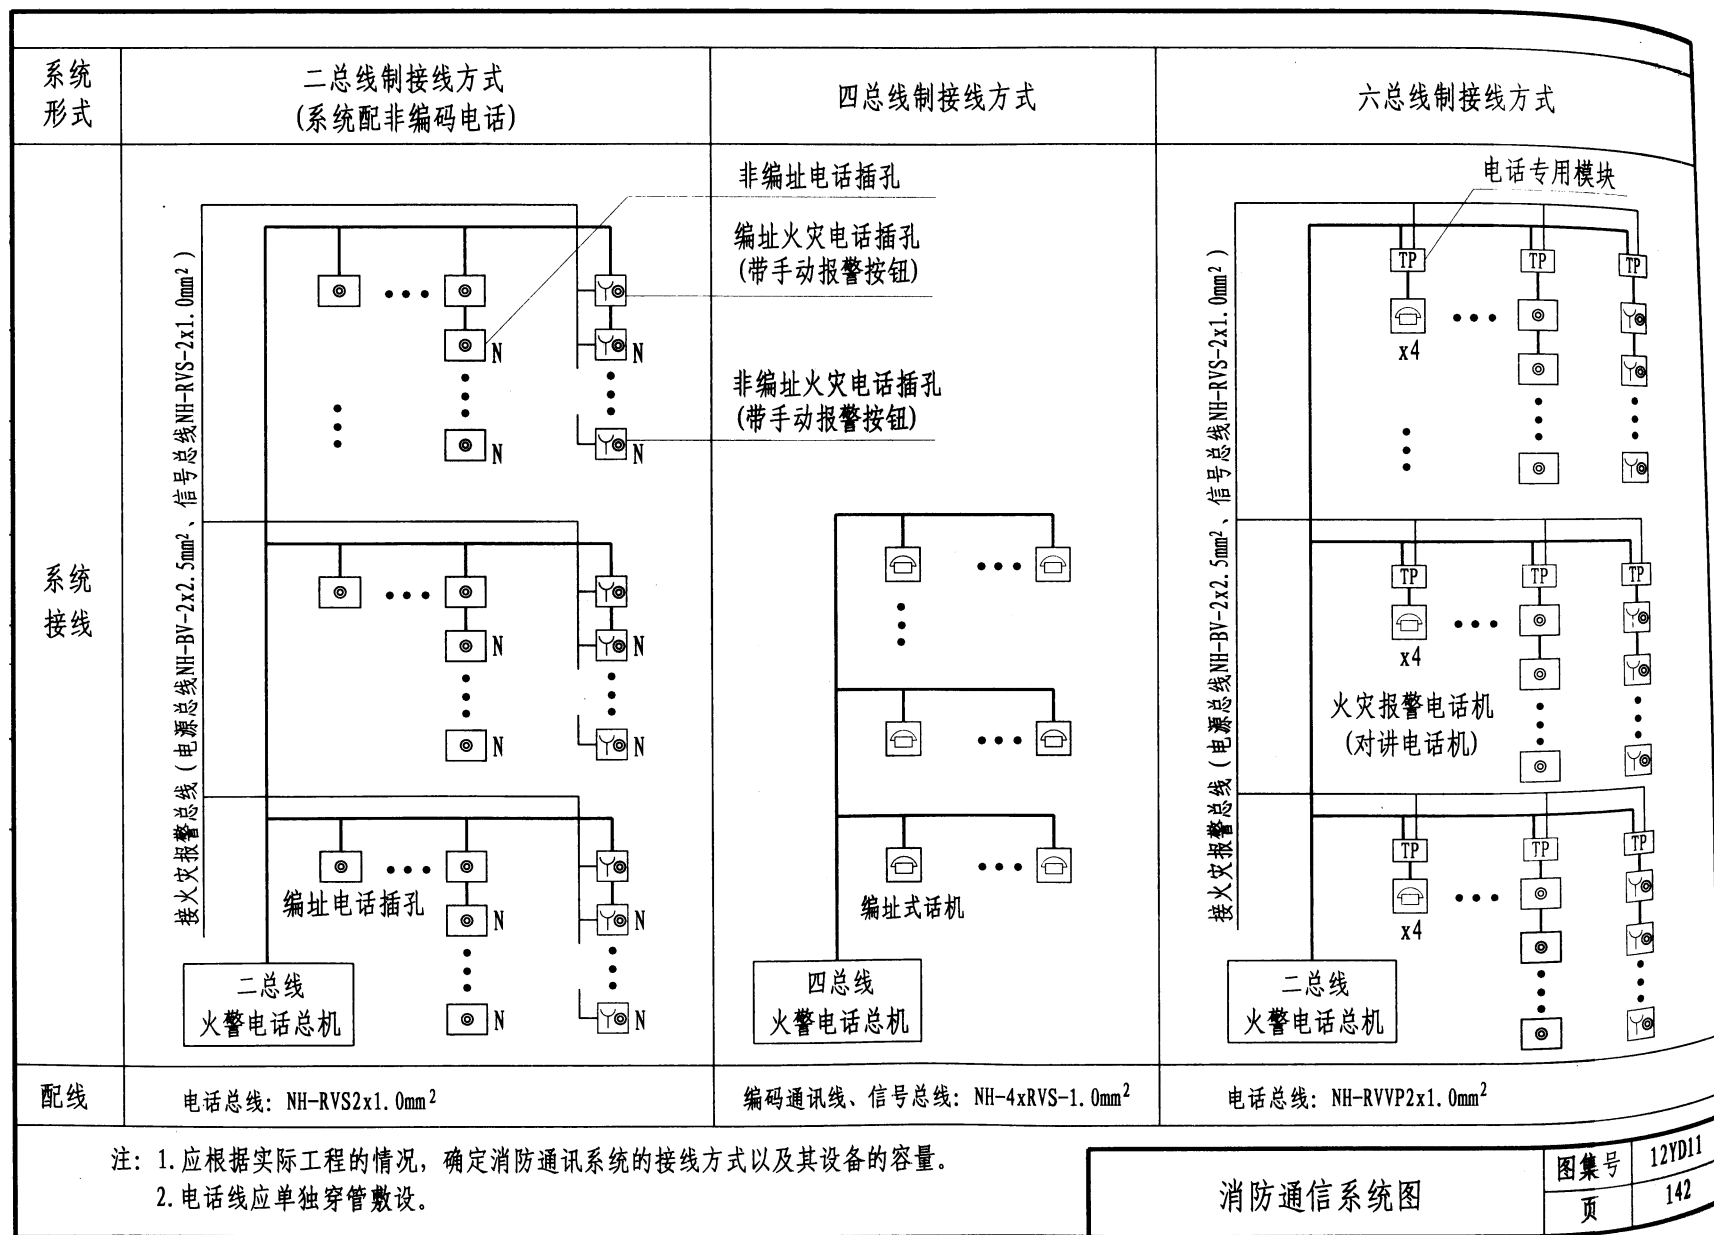 系统
形式
二总线制接线方式
(系统配非编码电话)
四总线制接线方式
六总线制接线方式
系统
接线
接火灾报警总线(电源总线NH-BV-2x2.5mm²、信号总线NH-RVS-2x1.0mm²)
非编址电话插孔
编址火灾电话插孔
(带手动报警按钮)
N
N
非编址火灾电话插孔
(带手动报警按钮)
N
N
N
N
N
N
编址电话插孔
N
N
N
N
二总线
火警电话总机
编址式话机
四总线
火警电话总机
接火灾报警总线(电源总线NH-BV-2x2.5mm²、信号总线NH-RVS-2x1.0mm²)
电话专用模块
TP
TP
TP
x4
TP
TP
TP
x4
火灾报警电话机
(对讲电话机)
TP
TP
TP
x4
二总线
火警电话总机
配线
电话总线: NH-RVS2x1.0mm²
编码通讯线、信号总线: NH-4xRVS-1.0mm²
电话总线: NH-RVVP2x1.0mm²
注: 1.应根据实际工程的情况，确定消防通讯系统的接线方式以及其设备的容量。
2.电话线应单独穿管敷设。
消防通信系统图
图集号 12YD11
页 142